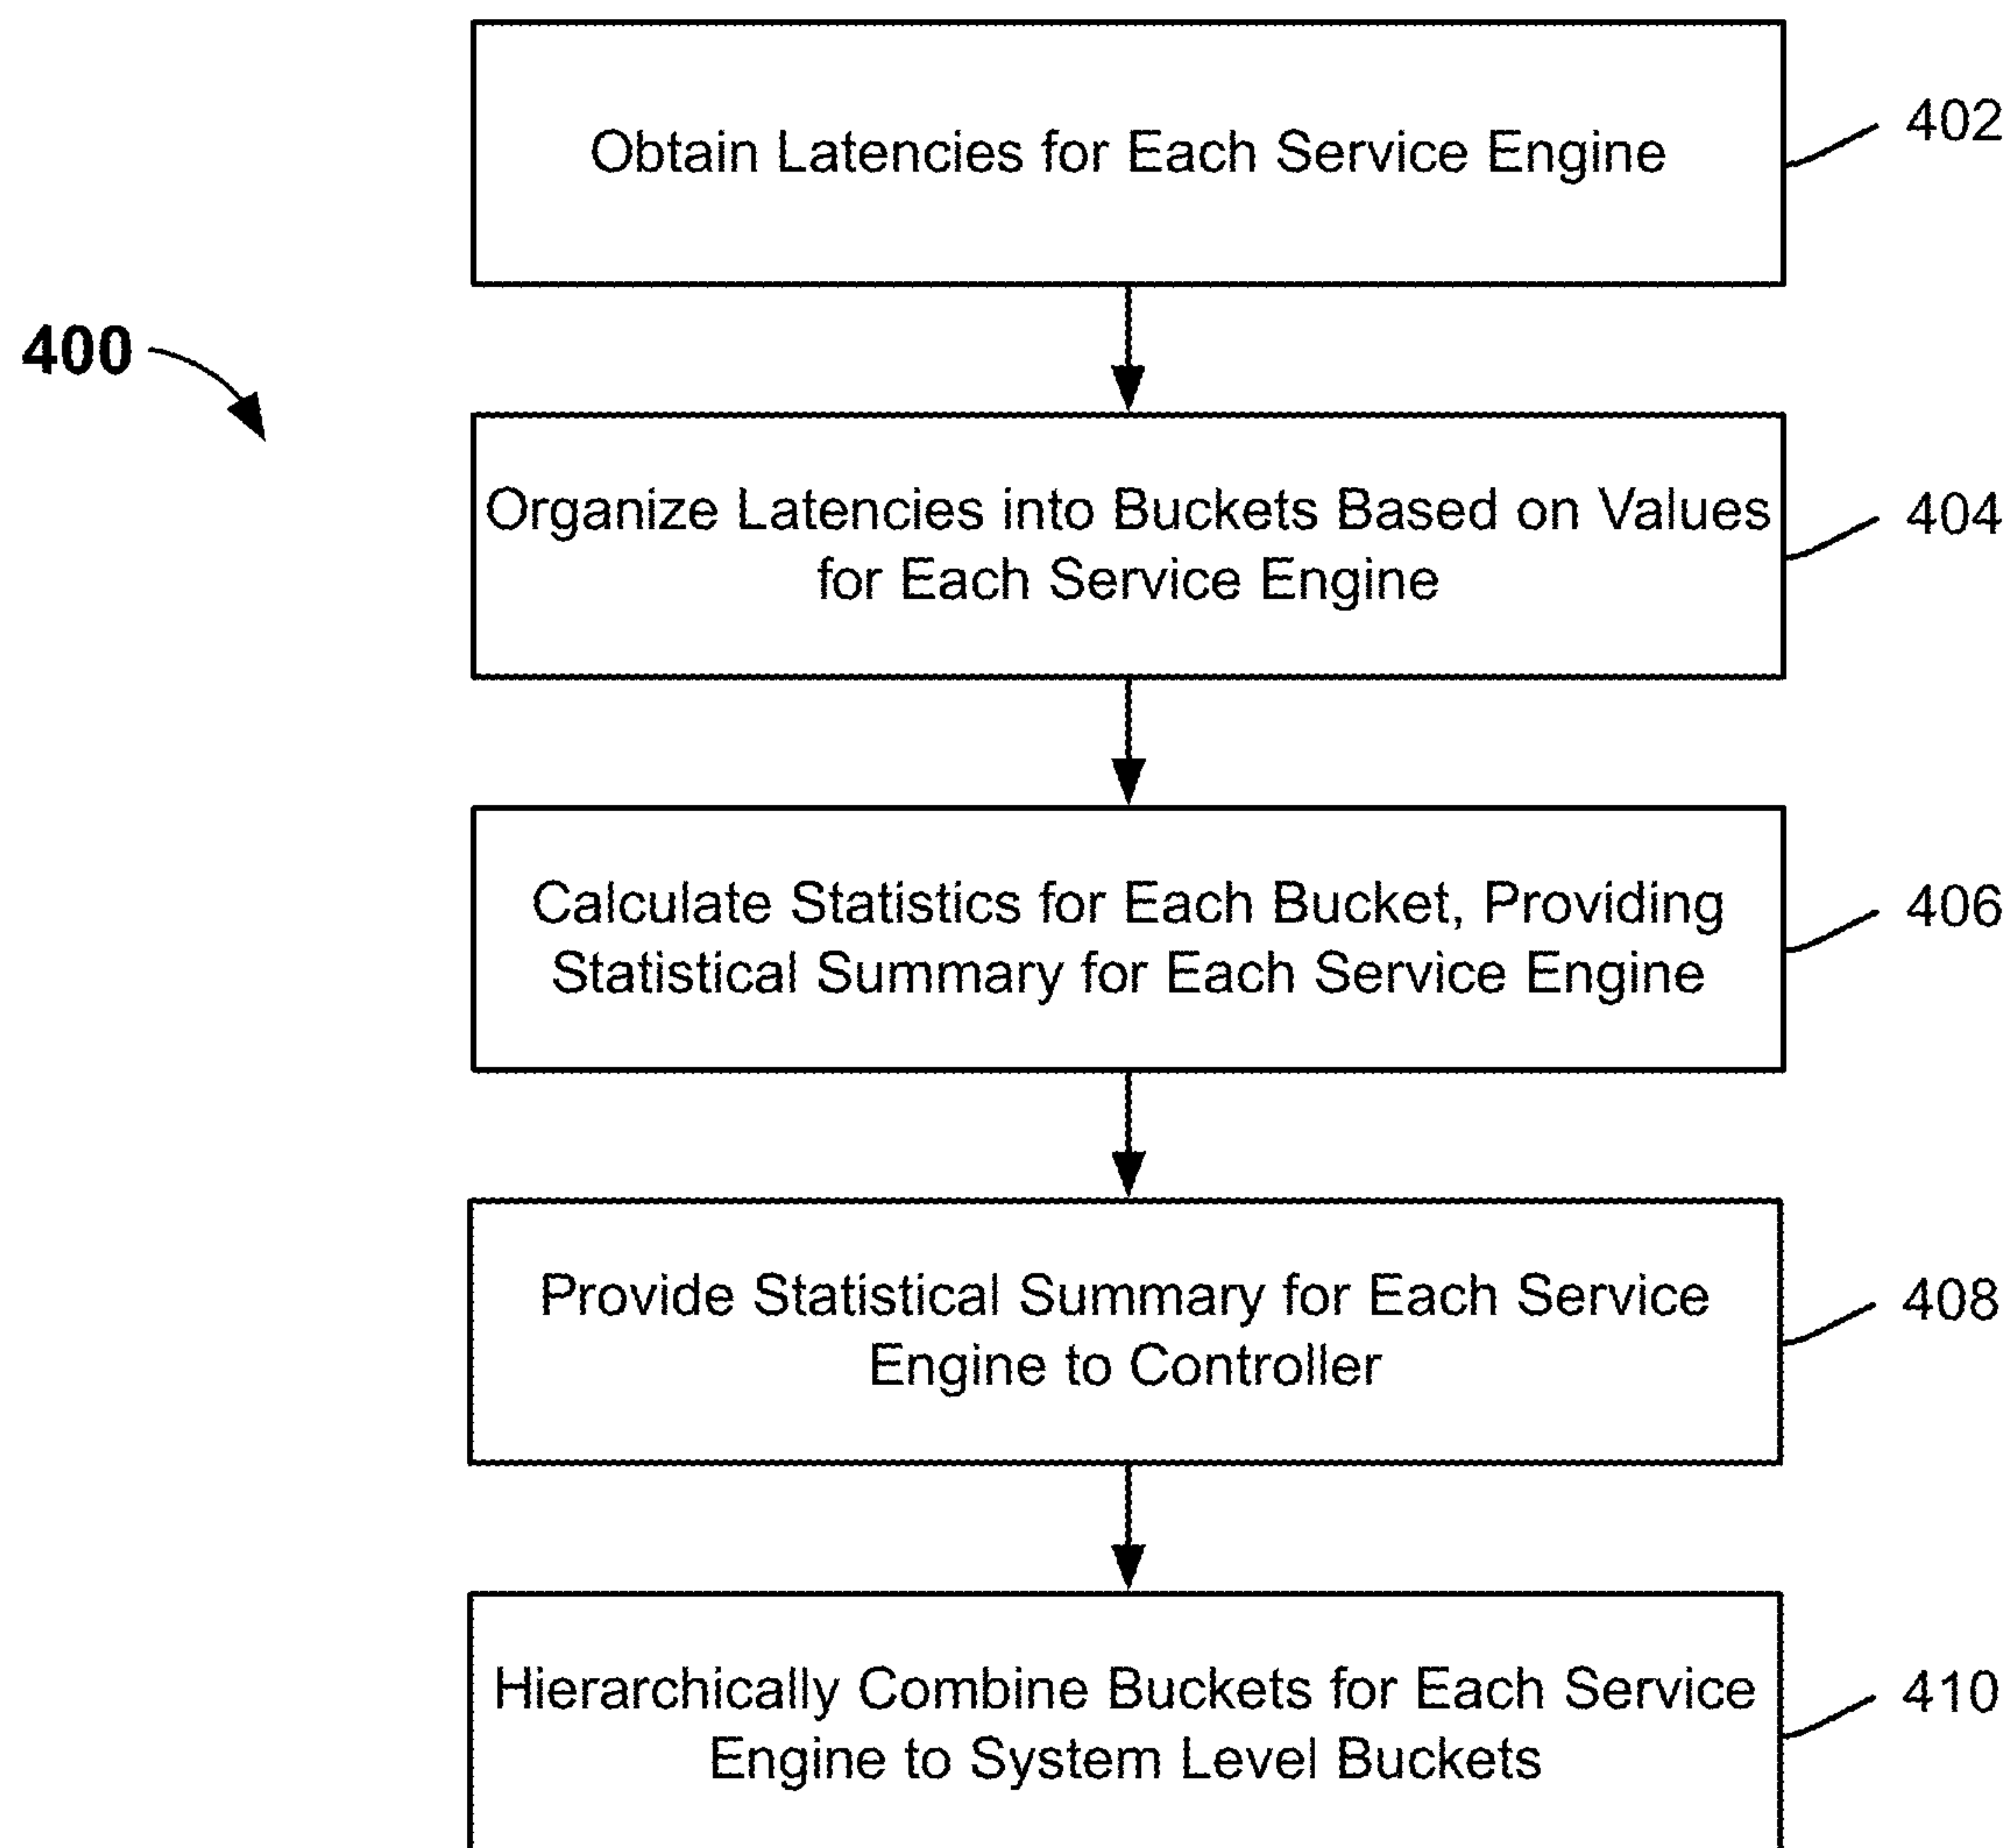 Obtain Latencies for Each Service Engine
402
400
Organize Latencies into Buckets Based on Values
for Each Service Engine
404
Calculate Statistics for Each Bucket, Providing
Statistical Summary for Each Service Engine
406
Provide Statistical Summary for Each Service
Engine to Controller
408
Hierarchically Combine Buckets for Each Service
Engine to System Level Buckets
410